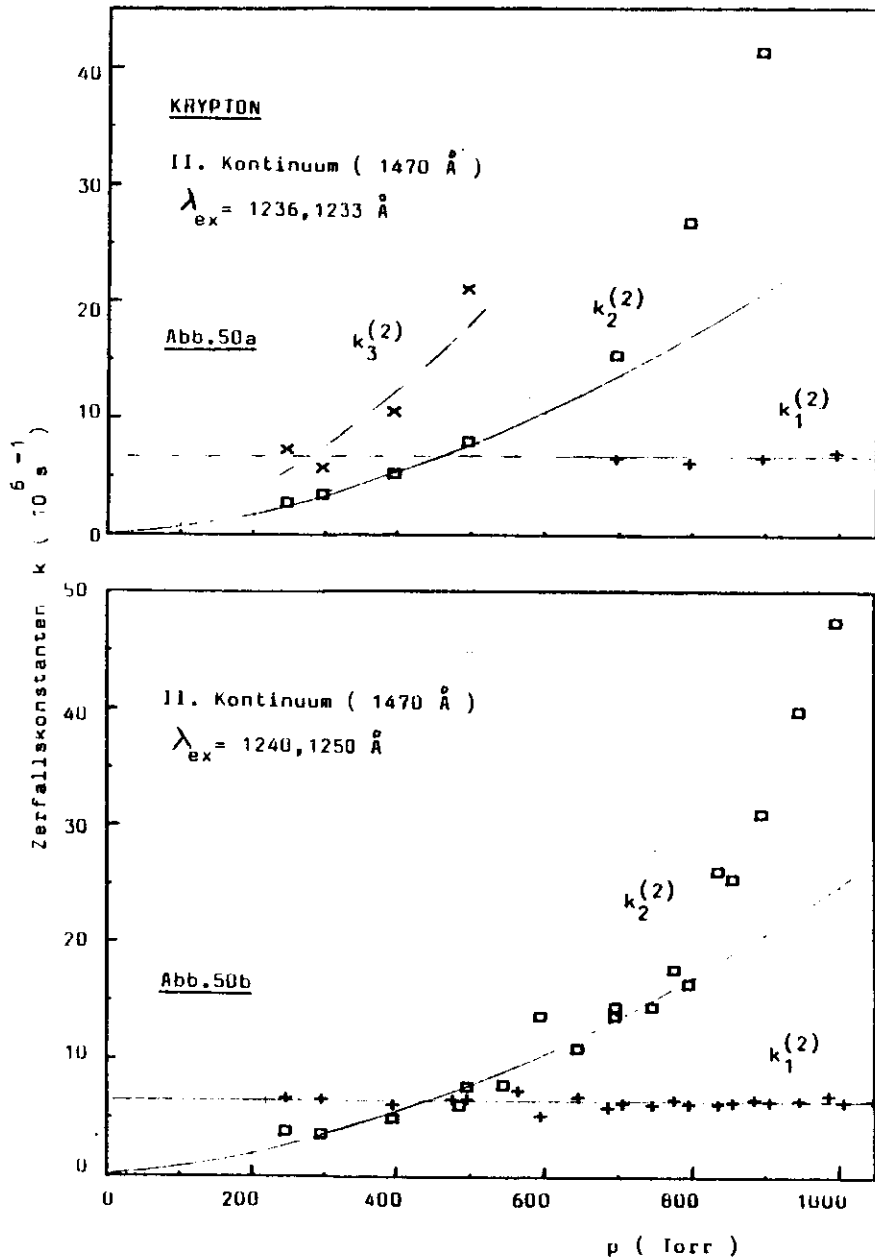 40
KRYPTON
II. Kontinuum ( 1470 Å )
λex = 1236,1233 Å
30
20
k3(2)
k2(2)
Abb.50a
10
k1(2)
0
Zerfallskonstanten k ( 10 6 s -1
50
II. Kontinuum ( 1470 Å )
λex = 1240,1250 Å
40
30
k2(2)
20
Abb.50b
10
k1(2)
0
0 200 400 600 800 1000
p ( Torr )